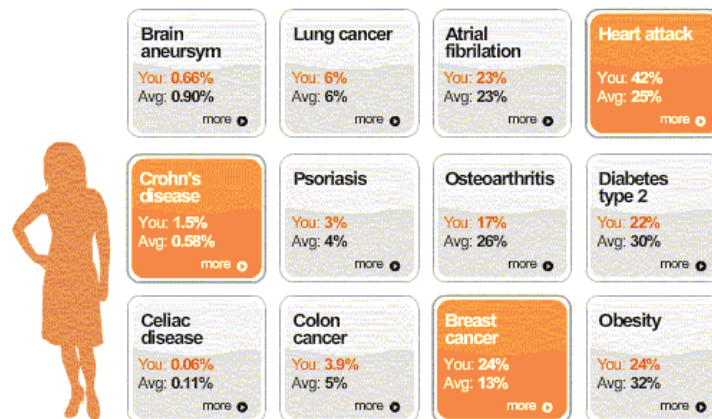 Brain
aneursym
You: 0.66%
Avg: 0.90%
more
Lung cancer
You: 6%
Avg: 6%
more
Atrial
fibrilation
You: 23%
Avg: 23%
more
Heart attack
You: 42%
Avg: 25%
more
Crohn's
disease
You: 1.5%
Avg: 0.58%
more
Psoriasis
You: 3%
Avg: 4%
more
Osteoarthritis
You: 17%
Avg: 26%
more
Diabetes
type 2
You: 22%
Avg: 30%
more
Celiac
disease
You: 0.06%
Avg: 0.11%
more
Colon
cancer
You: 3.9%
Avg: 5%
more
Breast
cancer
You: 24%
Avg: 13%
more
Obesity
You: 24%
Avg: 32%
more